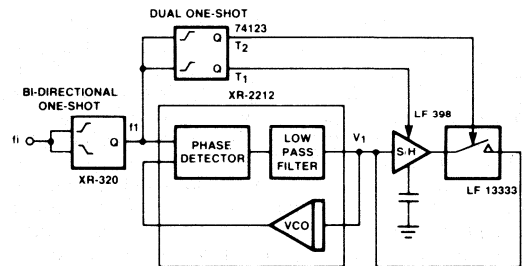 DUAL ONE-SHOT
74123
Q
T2
Q
T1
XR-2212
BI-DIRECTIONAL
ONE-SHOT
fi
Q
f1
XR-320
PHASE
DETECTOR
LOW
PASS
FILTER
V1
LF 398
S/H
LF 13333
VCO